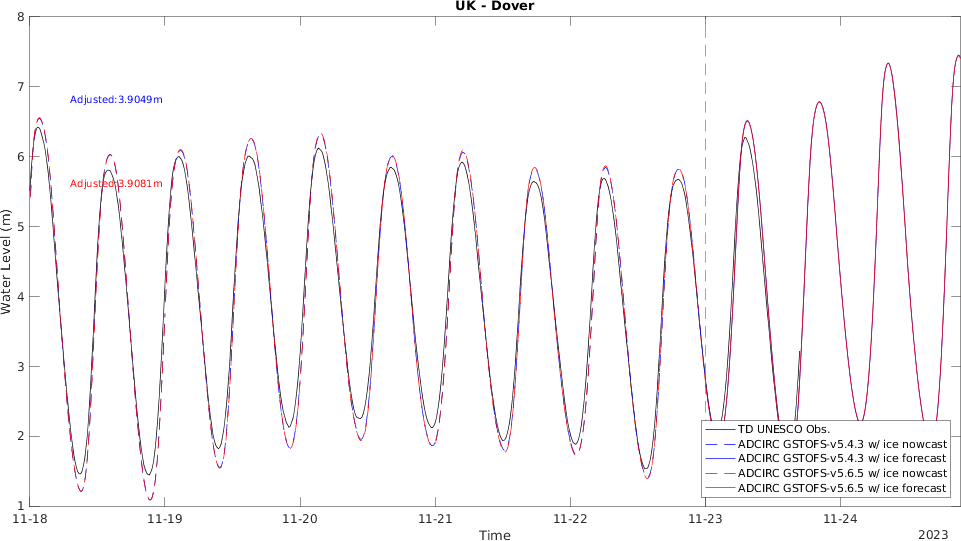 UK - Dover
8
7
6
5
4
3
2
1
Water Level (m)
Adjusted:3.9049m
Adjusted:3.9081m
TD UNESCO Obs.
ADCIRC GSTOFS-v5.4.3 w/ ice nowcast
ADCIRC GSTOFS-v5.4.3 w/ ice forecast
ADCIRC GSTOFS-v5.6.5 w/ ice nowcast
ADCIRC GSTOFS-v5.6.5 w/ ice forecast
11-18 11-19 11-20 11-21 11-22 11-23 11-24
Time
2023